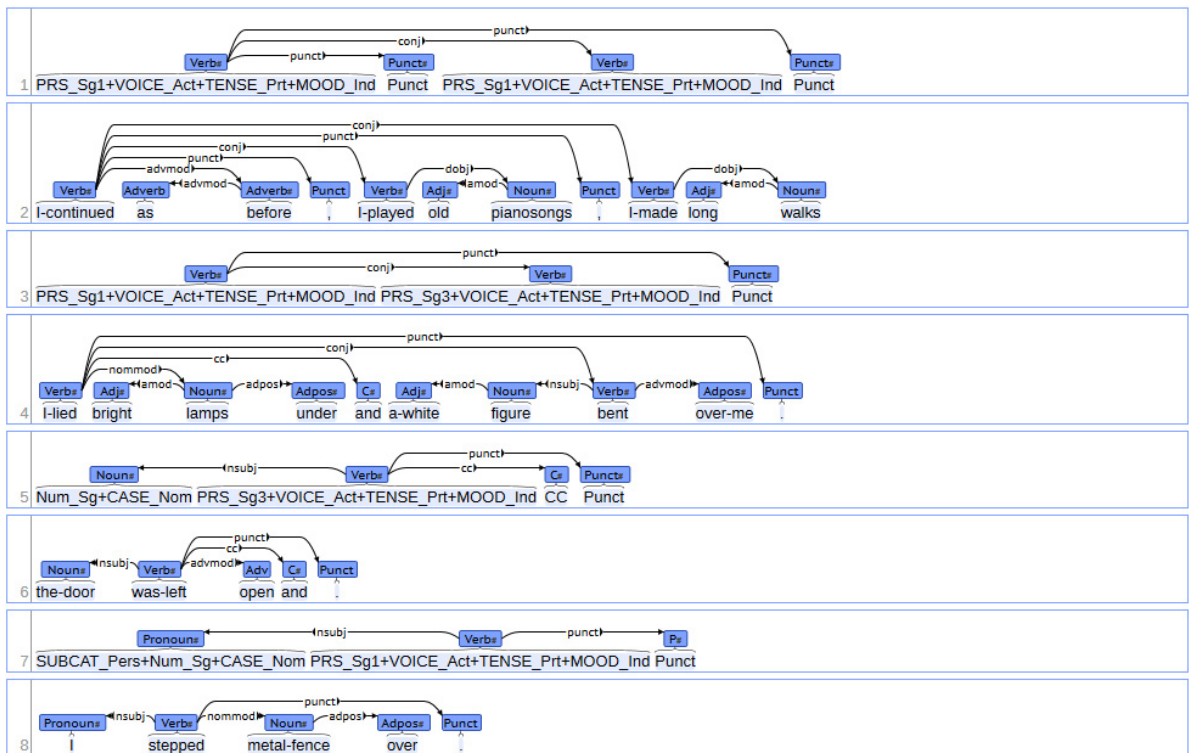 punct
conj
punct
Verb# Punct# Verb# Punct#
1 PRS_Sg1+VOICE_Act+TENSE_Prt+MOOD_Ind Punct PRS_Sg1+VOICE_Act+TENSE_Prt+MOOD_Ind Punct
conj
punct
conj
punct
advmod advmod dobj amod dobj amod
Verb# Adverb Adverb# Punct Verb# Adj# Noun# Punct Verb# Adj# Noun#
2 I-continued as before , I-played old pianosongs , I-made long walks
punct
conj
Verb# Verb# Punct#
3 PRS_Sg1+VOICE_Act+TENSE_Prt+MOOD_Ind PRS_Sg3+VOICE_Act+TENSE_Prt+MOOD_Ind Punct
punct
conj
cc
nommod amod adpos amod nsubj advmod
Verb# Adj# Noun# Adpos# C# Adj# Noun# Verb# Adpos# Punct
4 I-lied bright lamps under and a-white figure bent over-me .
punct
nsubj cc
Noun# Verb# C# Punct#
5 Num_Sg+CASE_Nom PRS_Sg3+VOICE_Act+TENSE_Prt+MOOD_Ind CC Punct
punct
cc
nsubj advmod
Noun# Verb# Adv C# Punct
6 the-door was-left open and .
nsubj punct
Pronoun# Verb# P#
7 SUBCAT_Pers+Num_Sg+CASE_Nom PRS_Sg1+VOICE_Act+TENSE_Prt+MOOD_Ind Punct
punct
nsubj nommod adpos
Pronoun# Verb# Noun# Adpos# Punct
8 I stepped metal-fence over .